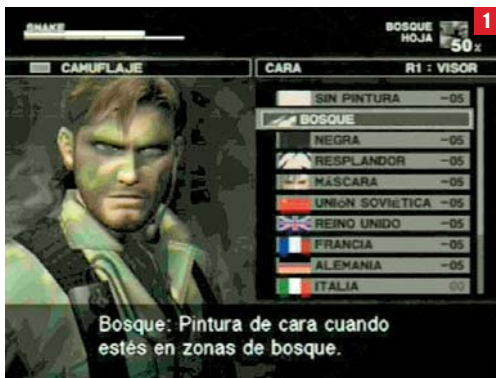 SNAKE
BOSQUE
HOJA
50x
1
CAMUFLAJE
CARA
R1 : VISOR
SIN PINTURA -05
BOSQUE
NEGRA -05
RESPLANDOR -05
MÁSCARA -05
UNIÓN SOVIÉTICA -05
REINO UNIDO -05
FRANCIA -05
ALEMANIA -05
ITALIA 00
Bosque: Pintura de cara cuando
estés en zonas de bosque.